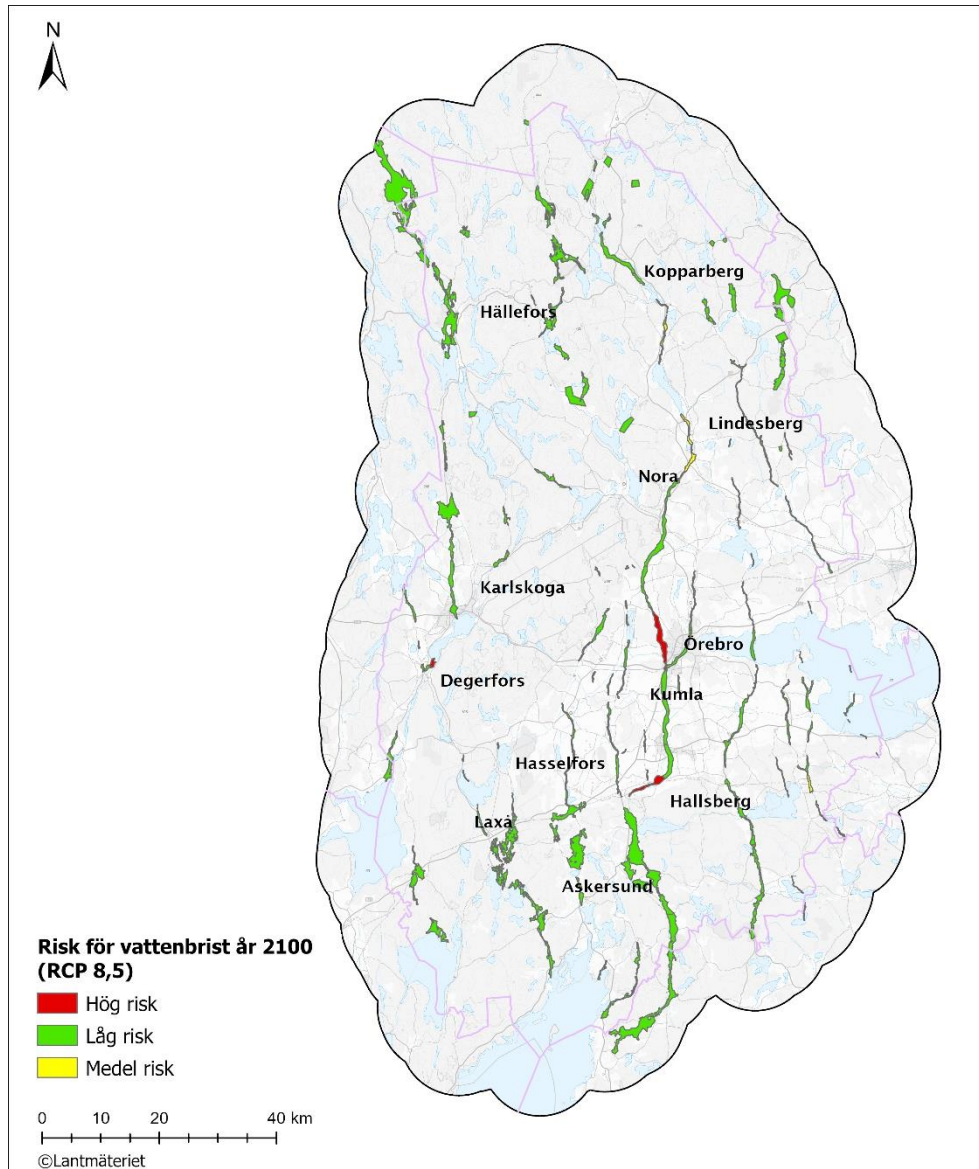 N
Kopparberg
Hällefors
Lindesberg
Nora
Karlskoga
Örebro
Degerfors
Kumla
Hasselfors
Hallsberg
Laxå
Askersund
Risk för vattenbrist år 2100
(RCP 8,5)
Hög risk
Låg risk
Medel risk
0 10 20 40 km
©Lantmäteriet